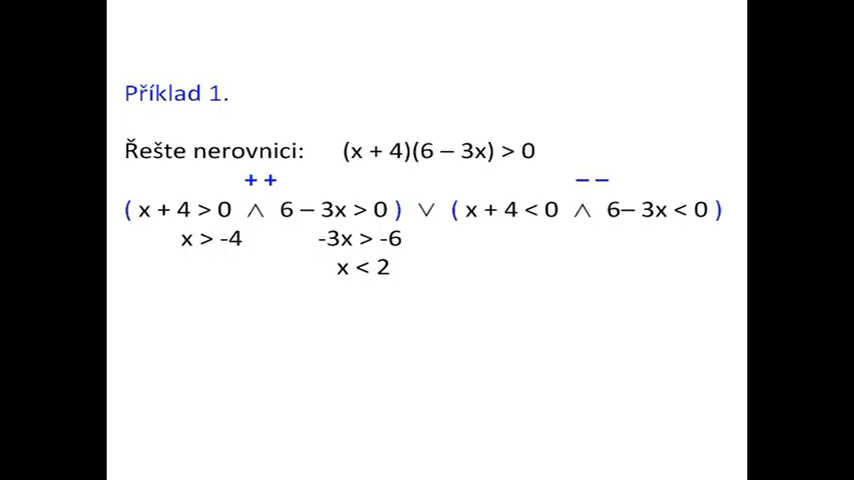 Příklad 1.
Řešte nerovnici: (x + 4)(6 – 3x) > 0
+ + – –
( x + 4 > 0 ∧ 6 – 3x > 0 ) ∨ ( x + 4 < 0 ∧ 6– 3x < 0 )
x > -4 -3x > -6
x < 2